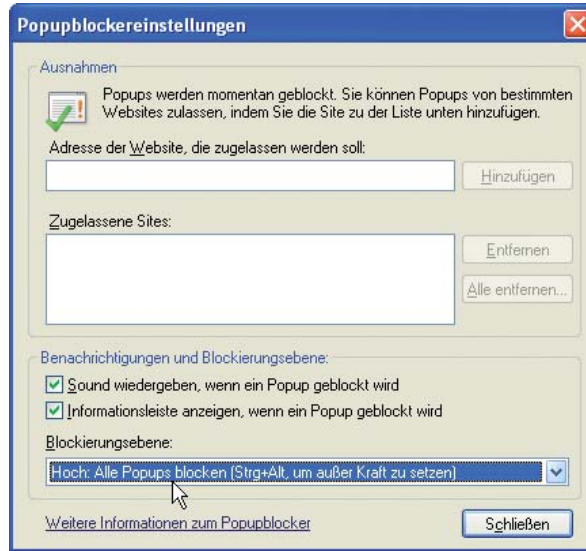 Popupblockereinstellungen
Ausnahmen
Popups werden momentan geblockt. Sie können Popups von bestimmten
Websites zulassen, indem Sie die Site zu der Liste unten hinzufügen.
Adresse der Website, die zugelassen werden soll:
Hinzufügen
Zugelassene Sites:
Entfernen
Alle entfernen...
Benachrichtigungen und Blockierungsebene:
Sound wiedergeben, wenn ein Popup geblockt wird
Informationsleiste anzeigen, wenn ein Popup geblockt wird
Blockierungsebene:
Hoch: Alle Popups blocken (Strg+Alt, um außer Kraft zu setzen)
Weitere Informationen zum Popupblocker
Schließen